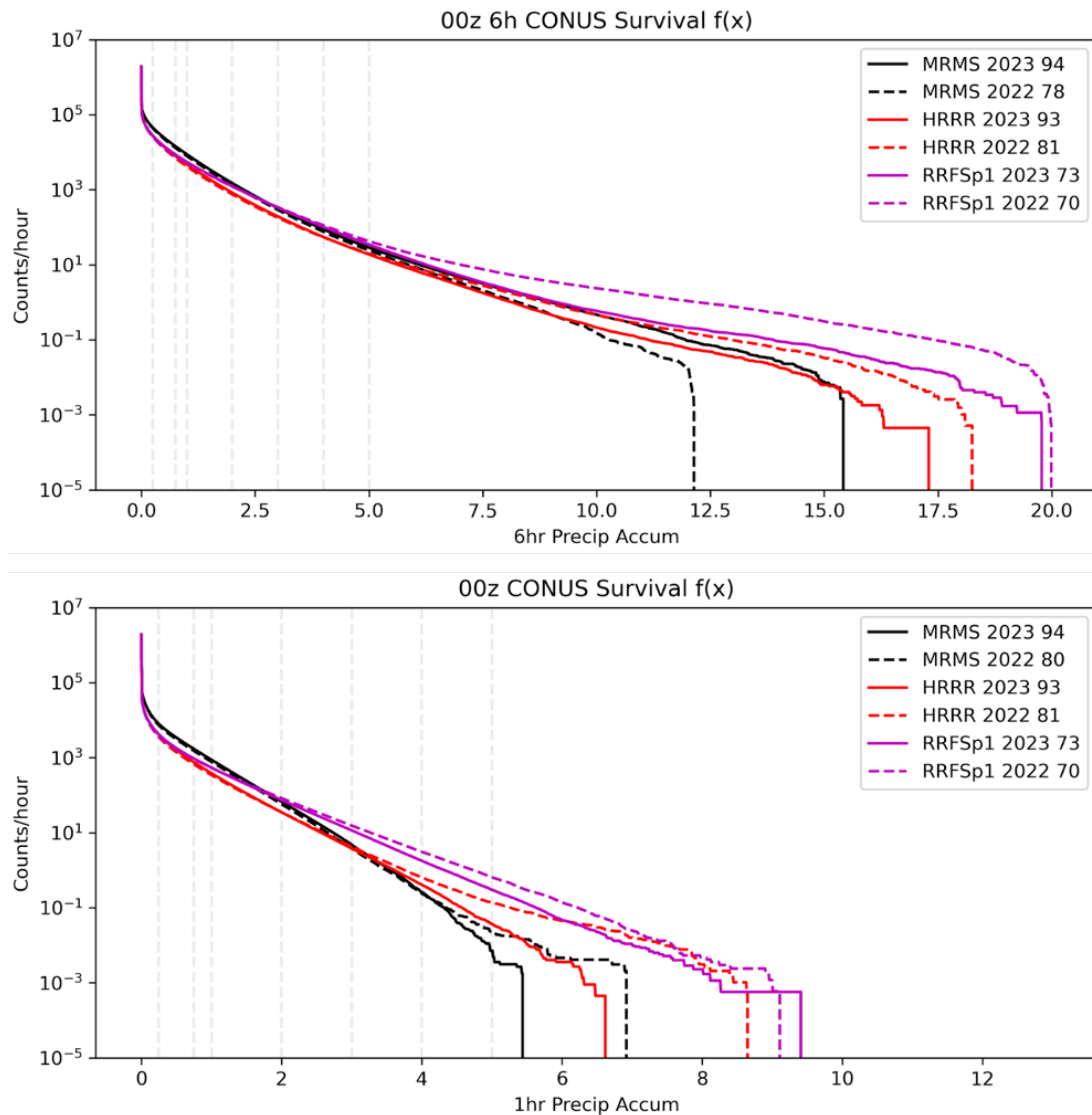 00z 6h CONUS Survival f(x)
10^7
10^5
10^3
10^1
10^-1
10^-3
10^-5
Counts/hour
MRMS 2023 94
MRMS 2022 78
HRRR 2023 93
HRRR 2022 81
RRFSp1 2023 73
RRFSp1 2022 70
0.0 2.5 5.0 7.5 10.0 12.5 15.0 17.5 20.0
6hr Precip Accum
00z CONUS Survival f(x)
10^7
10^5
10^3
10^1
10^-1
10^-3
10^-5
Counts/hour
MRMS 2023 94
MRMS 2022 80
HRRR 2023 93
HRRR 2022 81
RRFSp1 2023 73
RRFSp1 2022 70
0 2 4 6 8 10 12
1hr Precip Accum